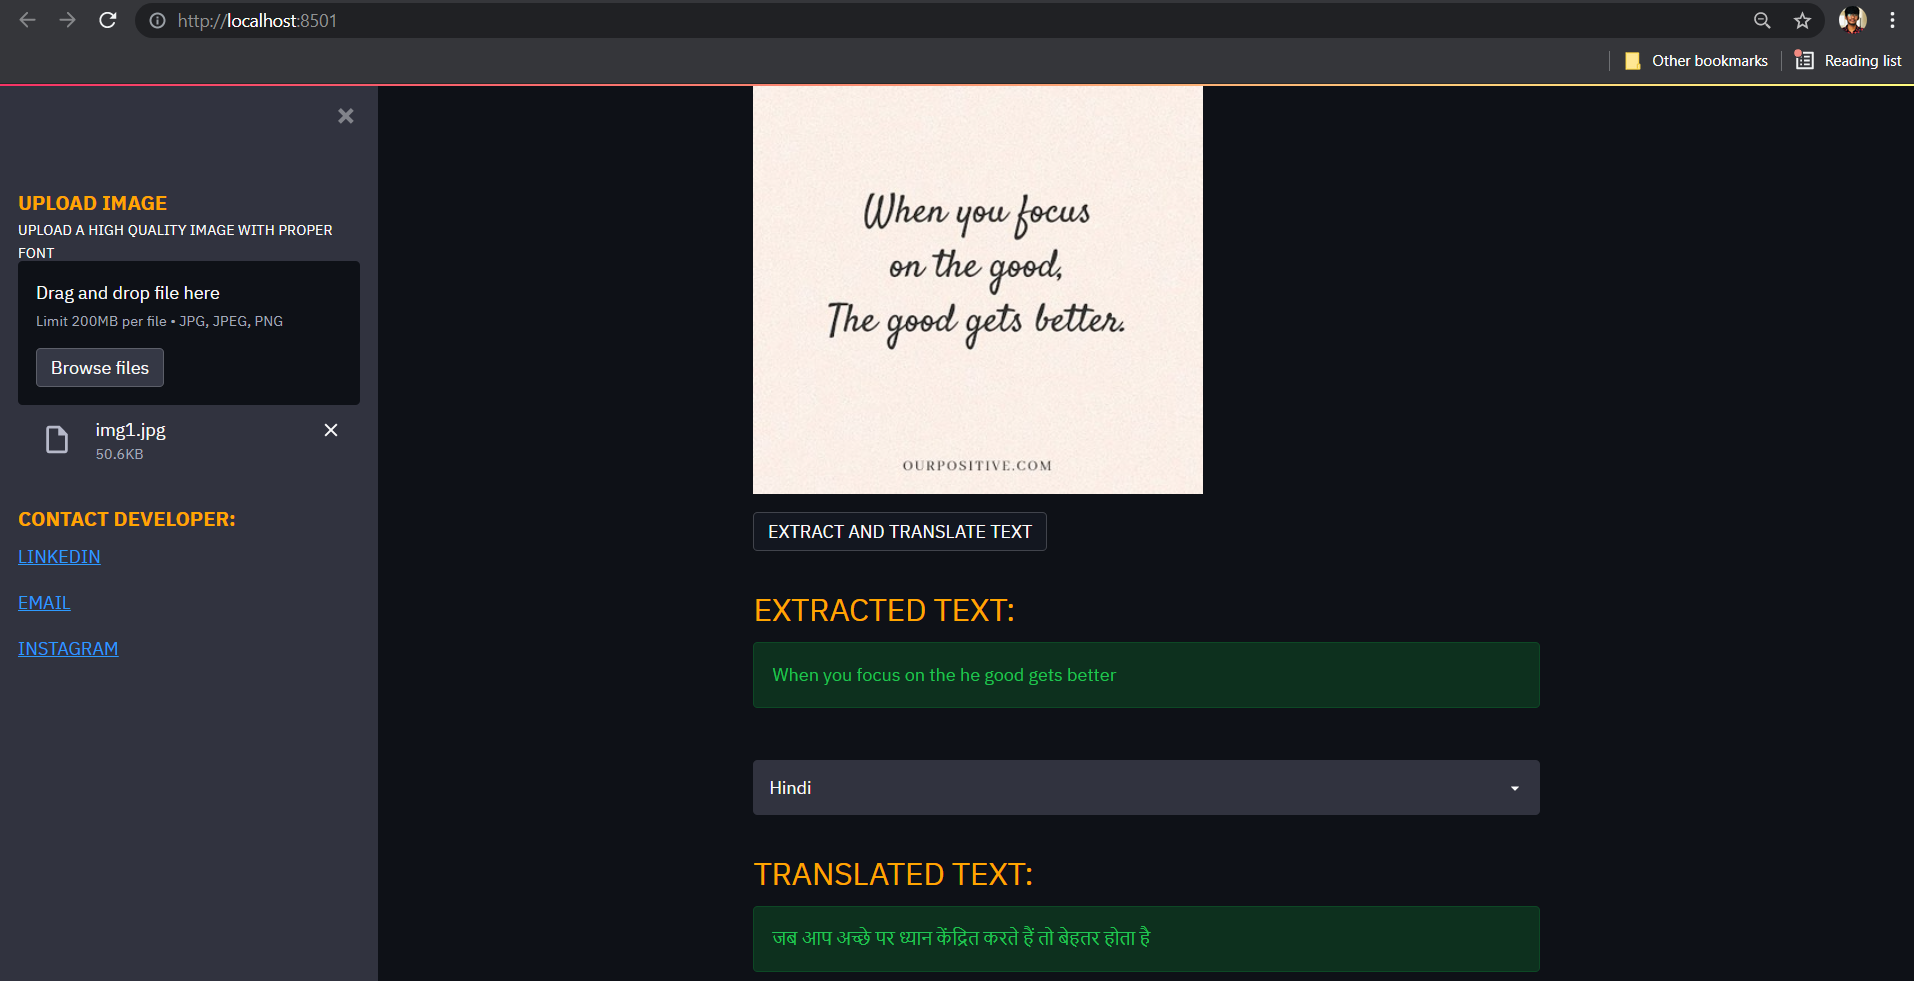 http://localhost:8501
Other bookmarks
Reading list
UPLOAD IMAGE
UPLOAD A HIGH QUALITY IMAGE WITH PROPER
FONT
Drag and drop file here
Limit 200MB per file • JPG, JPEG, PNG
Browse files
img1.jpg
50.6KB
CONTACT DEVELOPER:
LINKEDIN
EMAIL
INSTAGRAM
When you focus
on the good,
The good gets better.
OURPOSITIVE.COM
EXTRACT AND TRANSLATE TEXT
EXTRACTED TEXT:
When you focus on the he good gets better
Hindi
TRANSLATED TEXT:
जब आप अच्छे पर ध्यान केंद्रित करते हैं तो बेहतर होता है